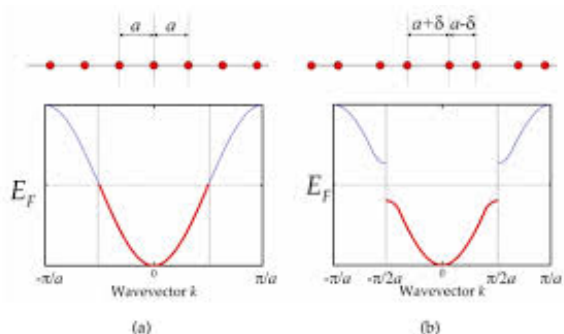 a a
a+δ a-δ
E_F
-π/a 0 π/a
Wavevector k
(a)
E_F
-π/a -π/2a 0 π/2a π/a
Wavevector k
(b)